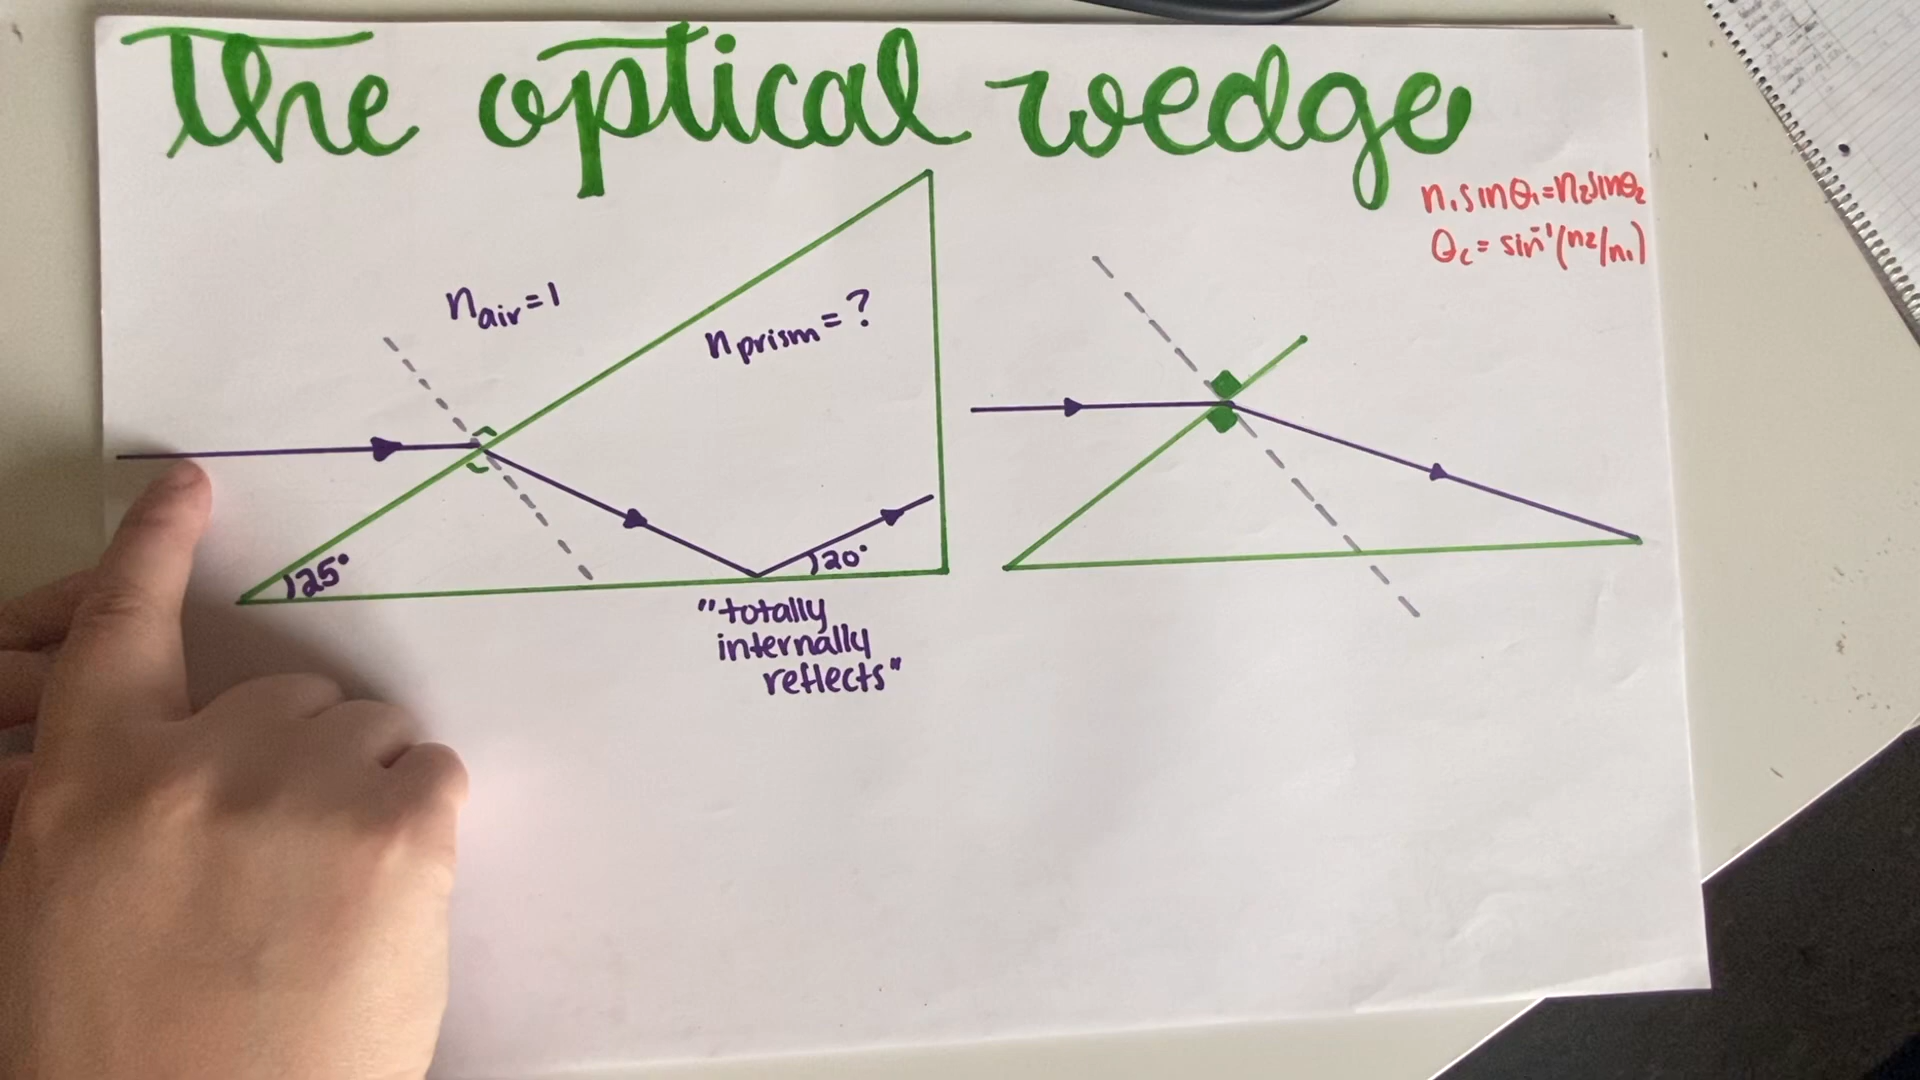 The optical wedge
n₁sinθ₁=n₂sinθ₂
θc = sin⁻¹(n₂/n₁)
nair=1
nprism=?
25°
20°
"totally
internally
reflects"